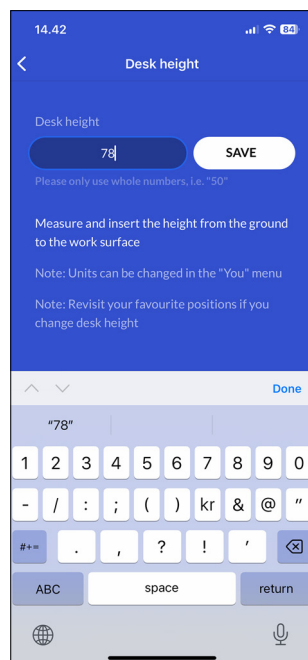 14.42
84
Desk height
Desk height
78
SAVE
Please only use whole numbers, i.e. "50"
Measure and insert the height from the ground
to the work surface
Note: Units can be changed in the "You" menu
Note: Revisit your favourite positions if you
change desk height
Done
"78"
1 2 3 4 5 6 7 8 9 0
- / : ; ( ) kr & @ "
#+= . , ? ! ’
ABC space return